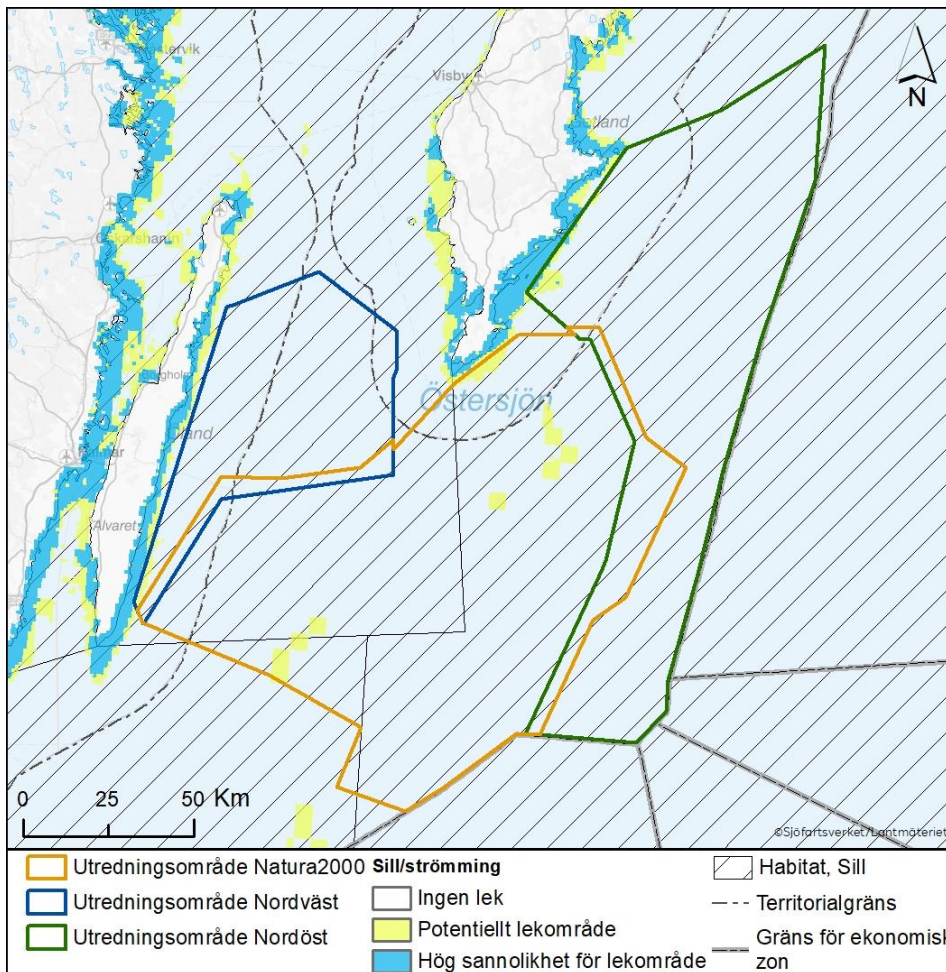 Visby
Östersjön
Öland
Alvaret
N
0 25 50 Km
©Sjöfartsverket/Lantmäteriet
Utredningsområde Natura2000
Utredningsområde Nordväst
Utredningsområde Nordöst
Sill/strömming
Ingen lek
Potentiellt lekområde
Hög sannolikhet för lekområde
Habitat, Sill
Territorialgräns
Gräns för ekonomisk
zon